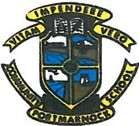 VITAM IMPENDERE VERO
COMMUNITY PORTMARNOCK SCHOOL